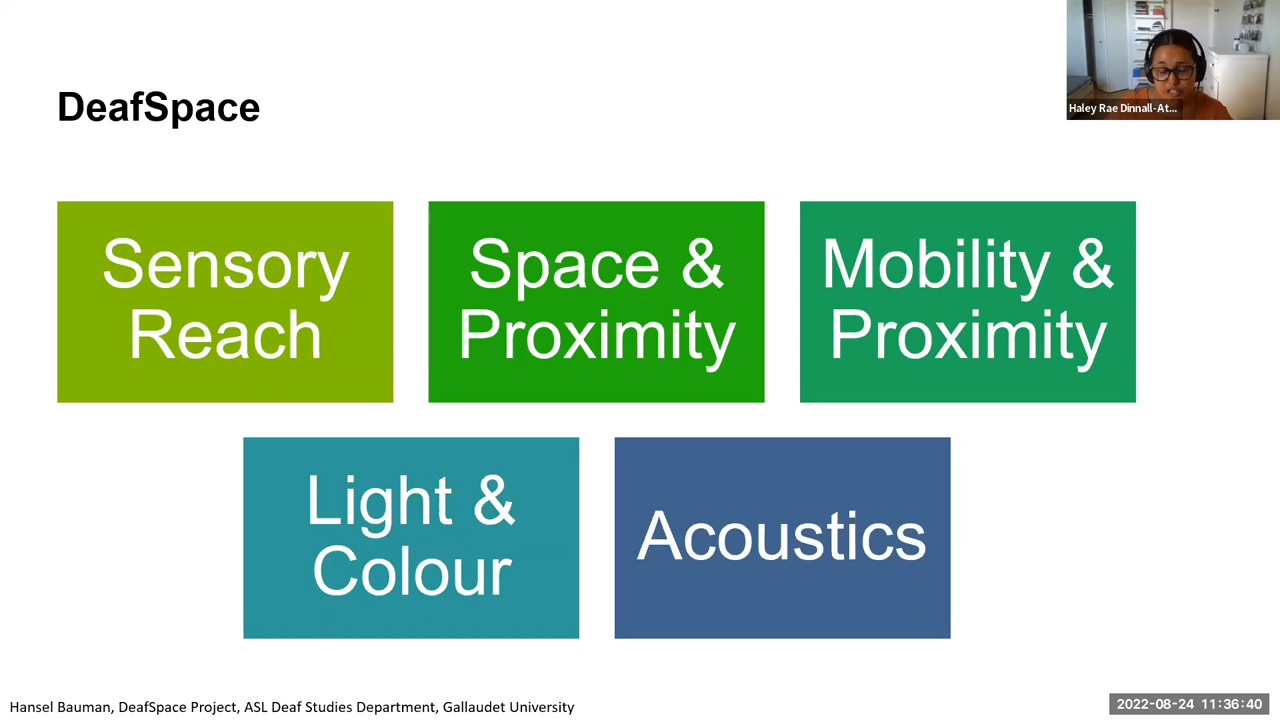 DeafSpace
Haley Rae Dinnall-At...
Sensory
Reach
Space &
Proximity
Mobility &
Proximity
Light &
Colour
Acoustics
Hansel Bauman, DeafSpace Project, ASL Deaf Studies Department, Gallaudet University
2022-08-24 11:36:40